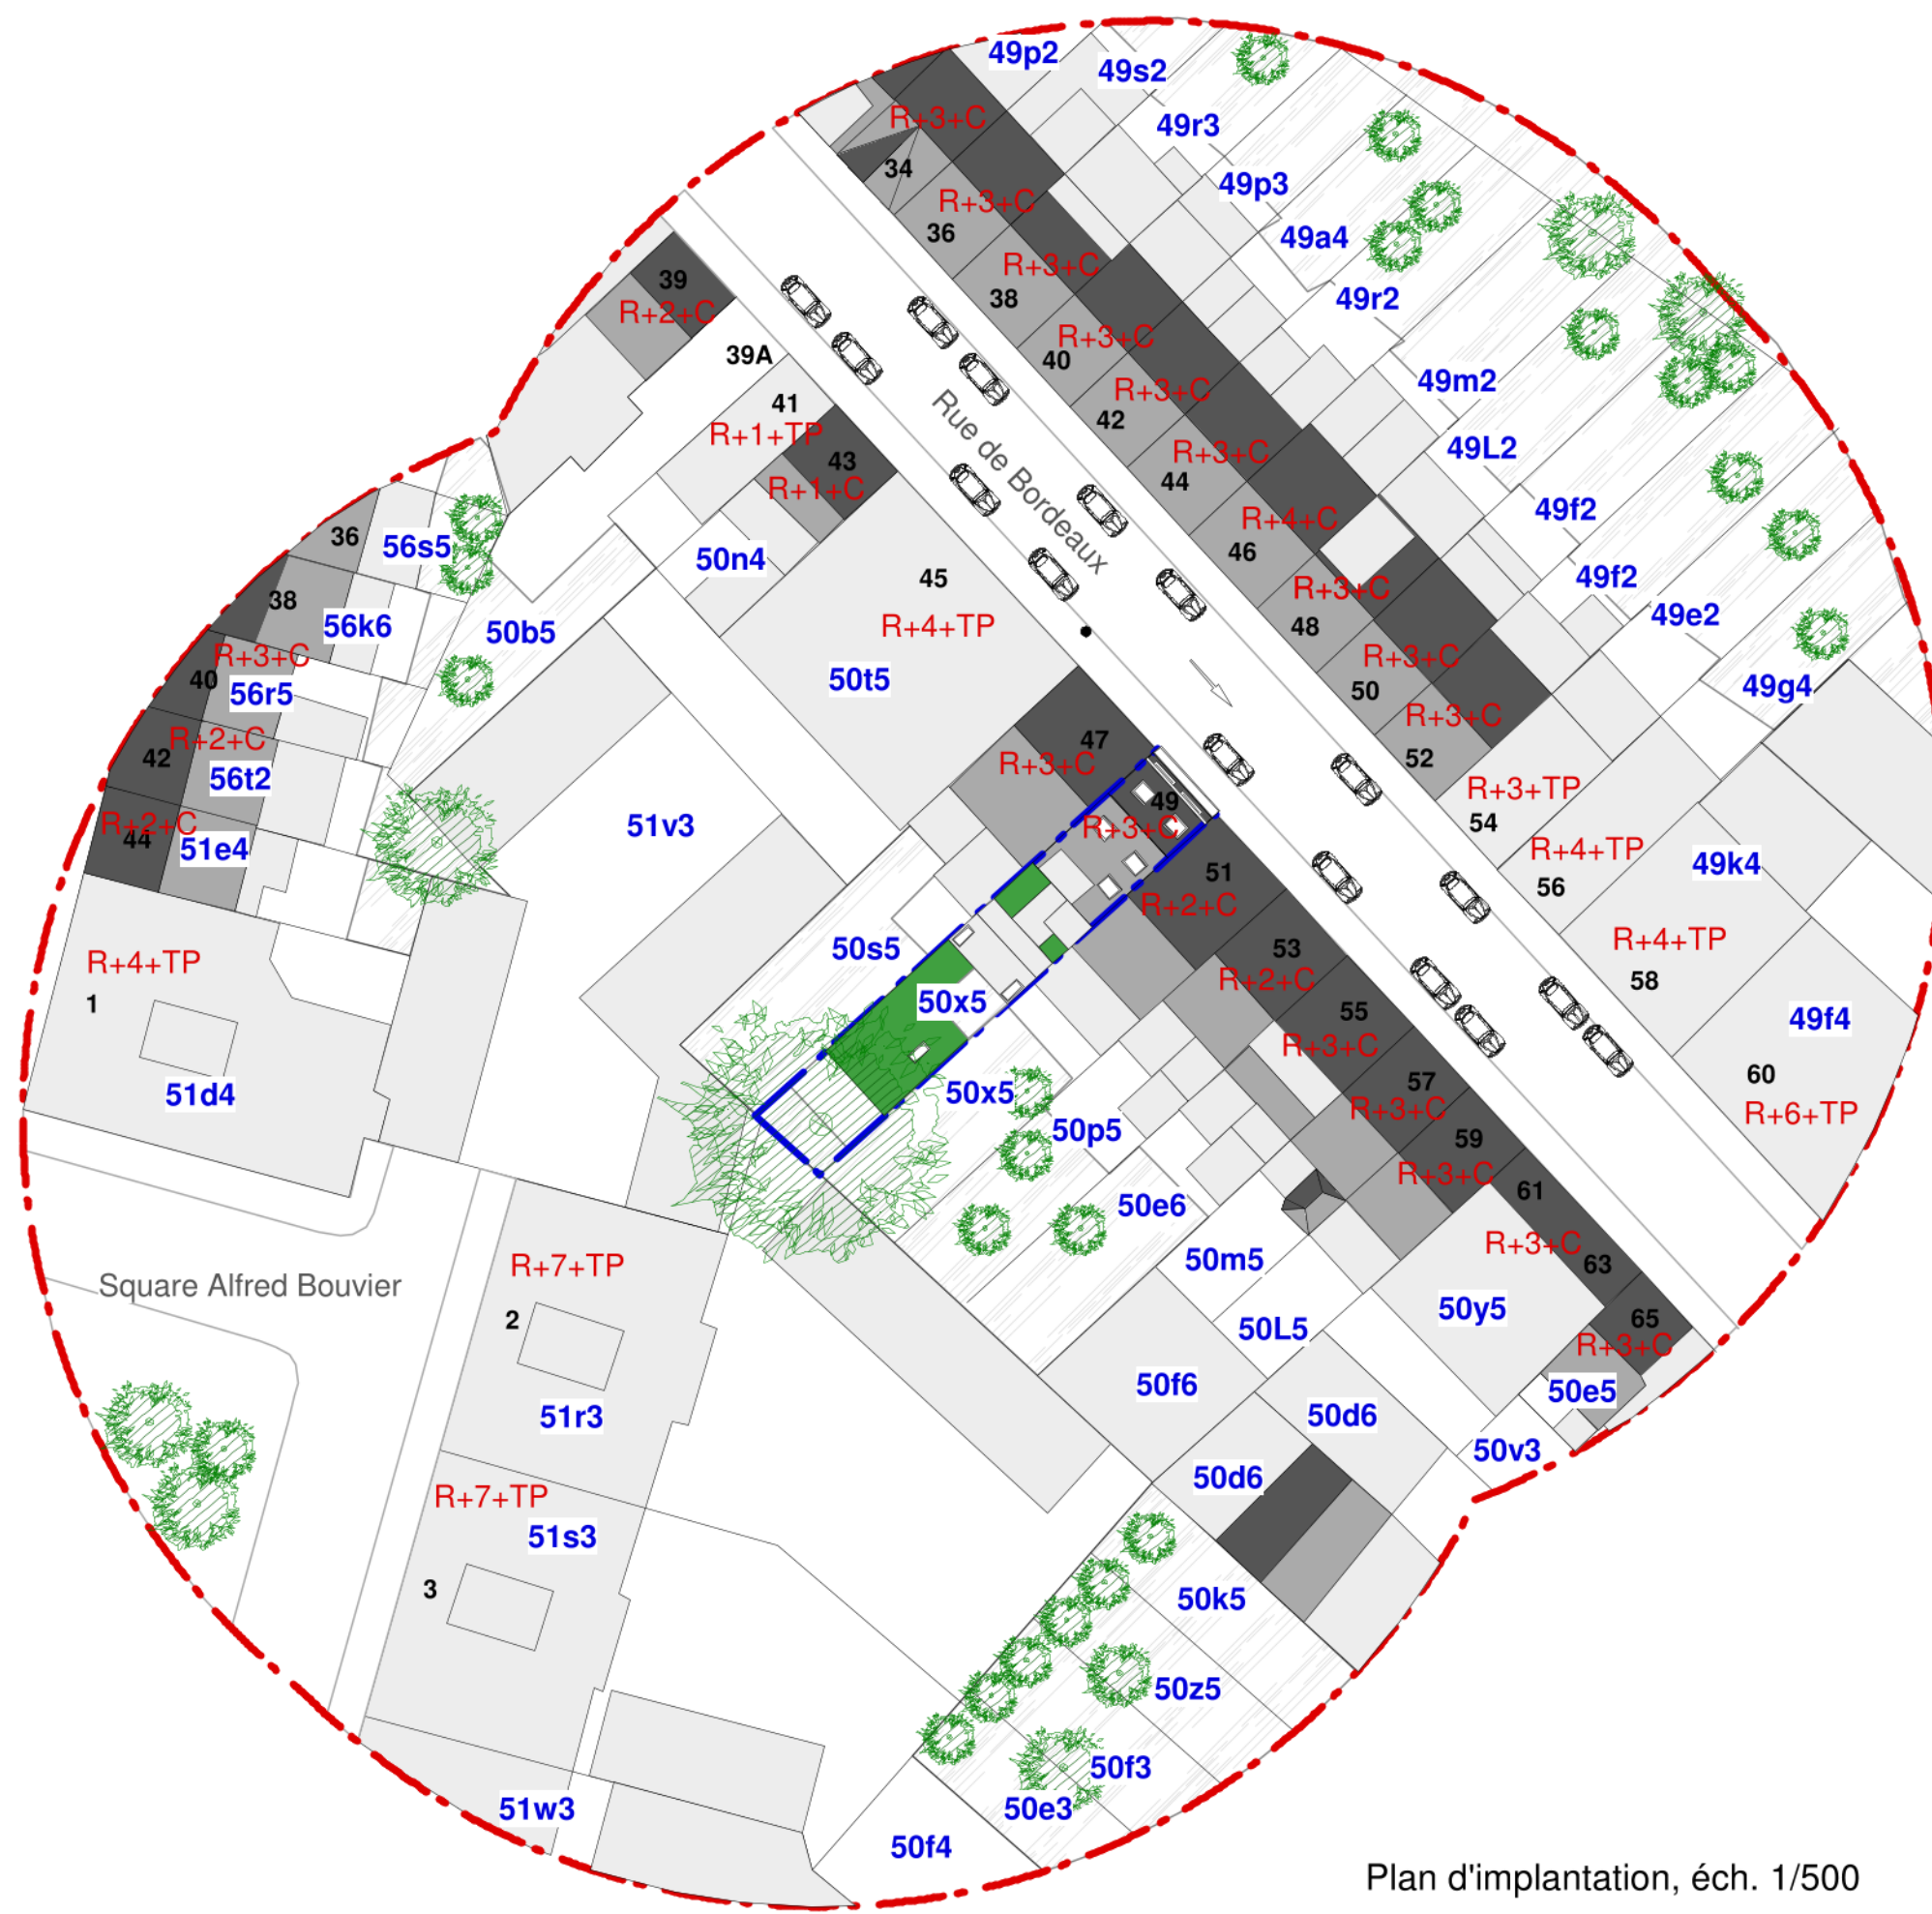 49p2
49s2
R+3+C
49r3
34
49p3
R+3+C
36
49a4
R+3+C
38
49r2
39
R+2+C
R+3+C
40
39A
49m2
R+3+C
42
41
R+1+TP
49L2
R+3+C
44
43
R+1+C
Rue de Bordeaux
49f2
R+4+C
46
36
56s5
50n4
45
49f2
R+3+C
48
49e2
38
56k6
50b5
R+4+TP
R+3+C
50
R+3+C
40
56r5
50t5
49g4
R+3+C
52
R+2+C
42
56t2
47
R+3+C
R+3+TP
54
49
R+3+C
R+2+C
44
51e4
51v3
R+4+TP
56
49k4
51
R+2+C
R+4+TP
1
50s5
53
R+2+C
R+4+TP
58
50x5
55
R+3+C
49f4
51d4
50x5
57
R+3+C
60
R+6+TP
50p5
59
R+3+C
50e6
61
R+3+C
50m5
63
R+7+TP
2
Square Alfred Bouvier
50L5
50y5
65
R+3+C
50f6
50e5
51r3
50d6
50v3
50d6
R+7+TP
51s3
3
50k5
50z5
50f3
51w3
50e3
50f4
Plan d'implantation, éch. 1/500